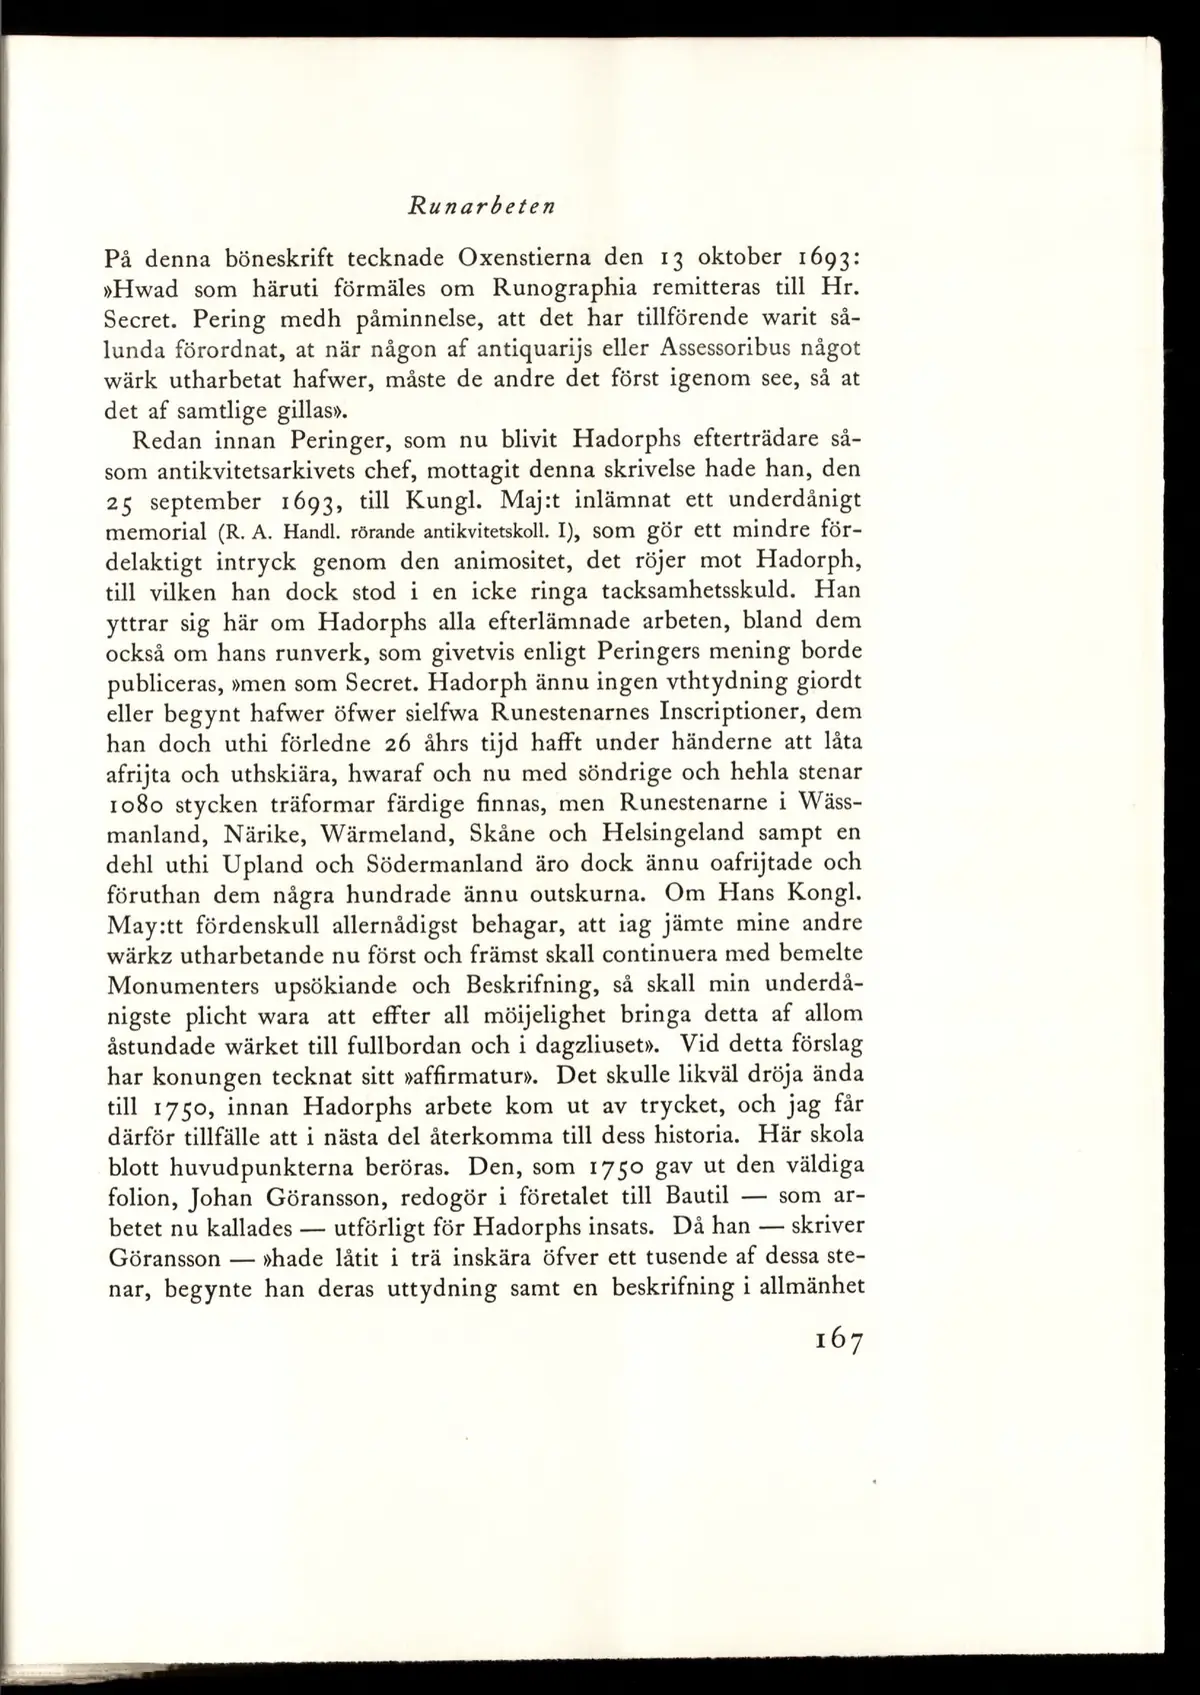 Runarbeten
På denna böneskrift tecknade Oxenstierna den 13 oktober 1693:
»Hwad som häruti förmäles om Runographia remitteras till Hr.
Secret. Pering medh påminnelse, att det har tillförende warit så-
lunda förordnat, at när någon af antiquarijs eller Assessoribus något
wärk utharbetat hafwer, måste de andre det först igenom see, så at
det af samtlige gillas».
Redan innan Peringer, som nu blivit Hadorphs efterträdare så-
som antikvitetsarkivets chef, mottagit denna skrivelse hade han, den
25 september 1693, till Kungl. Maj:t inlämnat ett underdånigt
memorial (R. A. Handl. rörande antikvitetskoll. I), som gör ett mindre för-
delaktigt intryck genom den animositet, det röjer mot Hadorph,
till vilken han dock stod i en icke ringa tacksamhetsskuld. Han
yttrar sig här om Hadorphs alla efterlämnade arbeten, bland dem
också om hans runverk, som givetvis enligt Peringers mening borde
publiceras, »men som Secret. Hadorph ännu ingen vthtydning giordt
eller begynt hafwer öfwer sielfwa Runestenarnes Inscriptioner, dem
han doch uthi förledne 26 åhrs tijd hafft under händerne att låta
afrijta och uthskiära, hwaraf och nu med söndrige och hehla stenar
1080 stycken träformar färdige finnas, men Runestenarne i Wäss-
manland, Närike, Wärmeland, Skåne och Helsingeland sampt en
dehl uthi Upland och Södermanland äro dock ännu oafrijtade och
föruthan dem några hundrade ännu outskurna. Om Hans Kongl.
May:tt fördenskull allernådigst behagar, att iag jämte mine andre
wärkz utharbetande nu först och främst skall continuera med bemelte
Monumenters upsökiande och Beskrifning, så skall min underdå-
nigste plicht wara att effter all möijelighet bringa detta af allom
åstundade wärket till fullbordan och i dagzliuset». Vid detta förslag
har konungen tecknat sitt »affirmatur». Det skulle likväl dröja ända
till 1750, innan Hadorphs arbete kom ut av trycket, och jag får
därför tillfälle att i nästa del återkomma till dess historia. Här skola
blott huvudpunkterna beröras. Den, som 1750 gav ut den väldiga
folion, Johan Göransson, redogör i företalet till Bautil — som ar-
betet nu kallades — utförligt för Hadorphs insats. Då han — skriver
Göransson — »hade låtit i trä inskära öfver ett tusende af dessa ste-
nar, begynte han deras uttydning samt en beskrifning i allmänhet
167